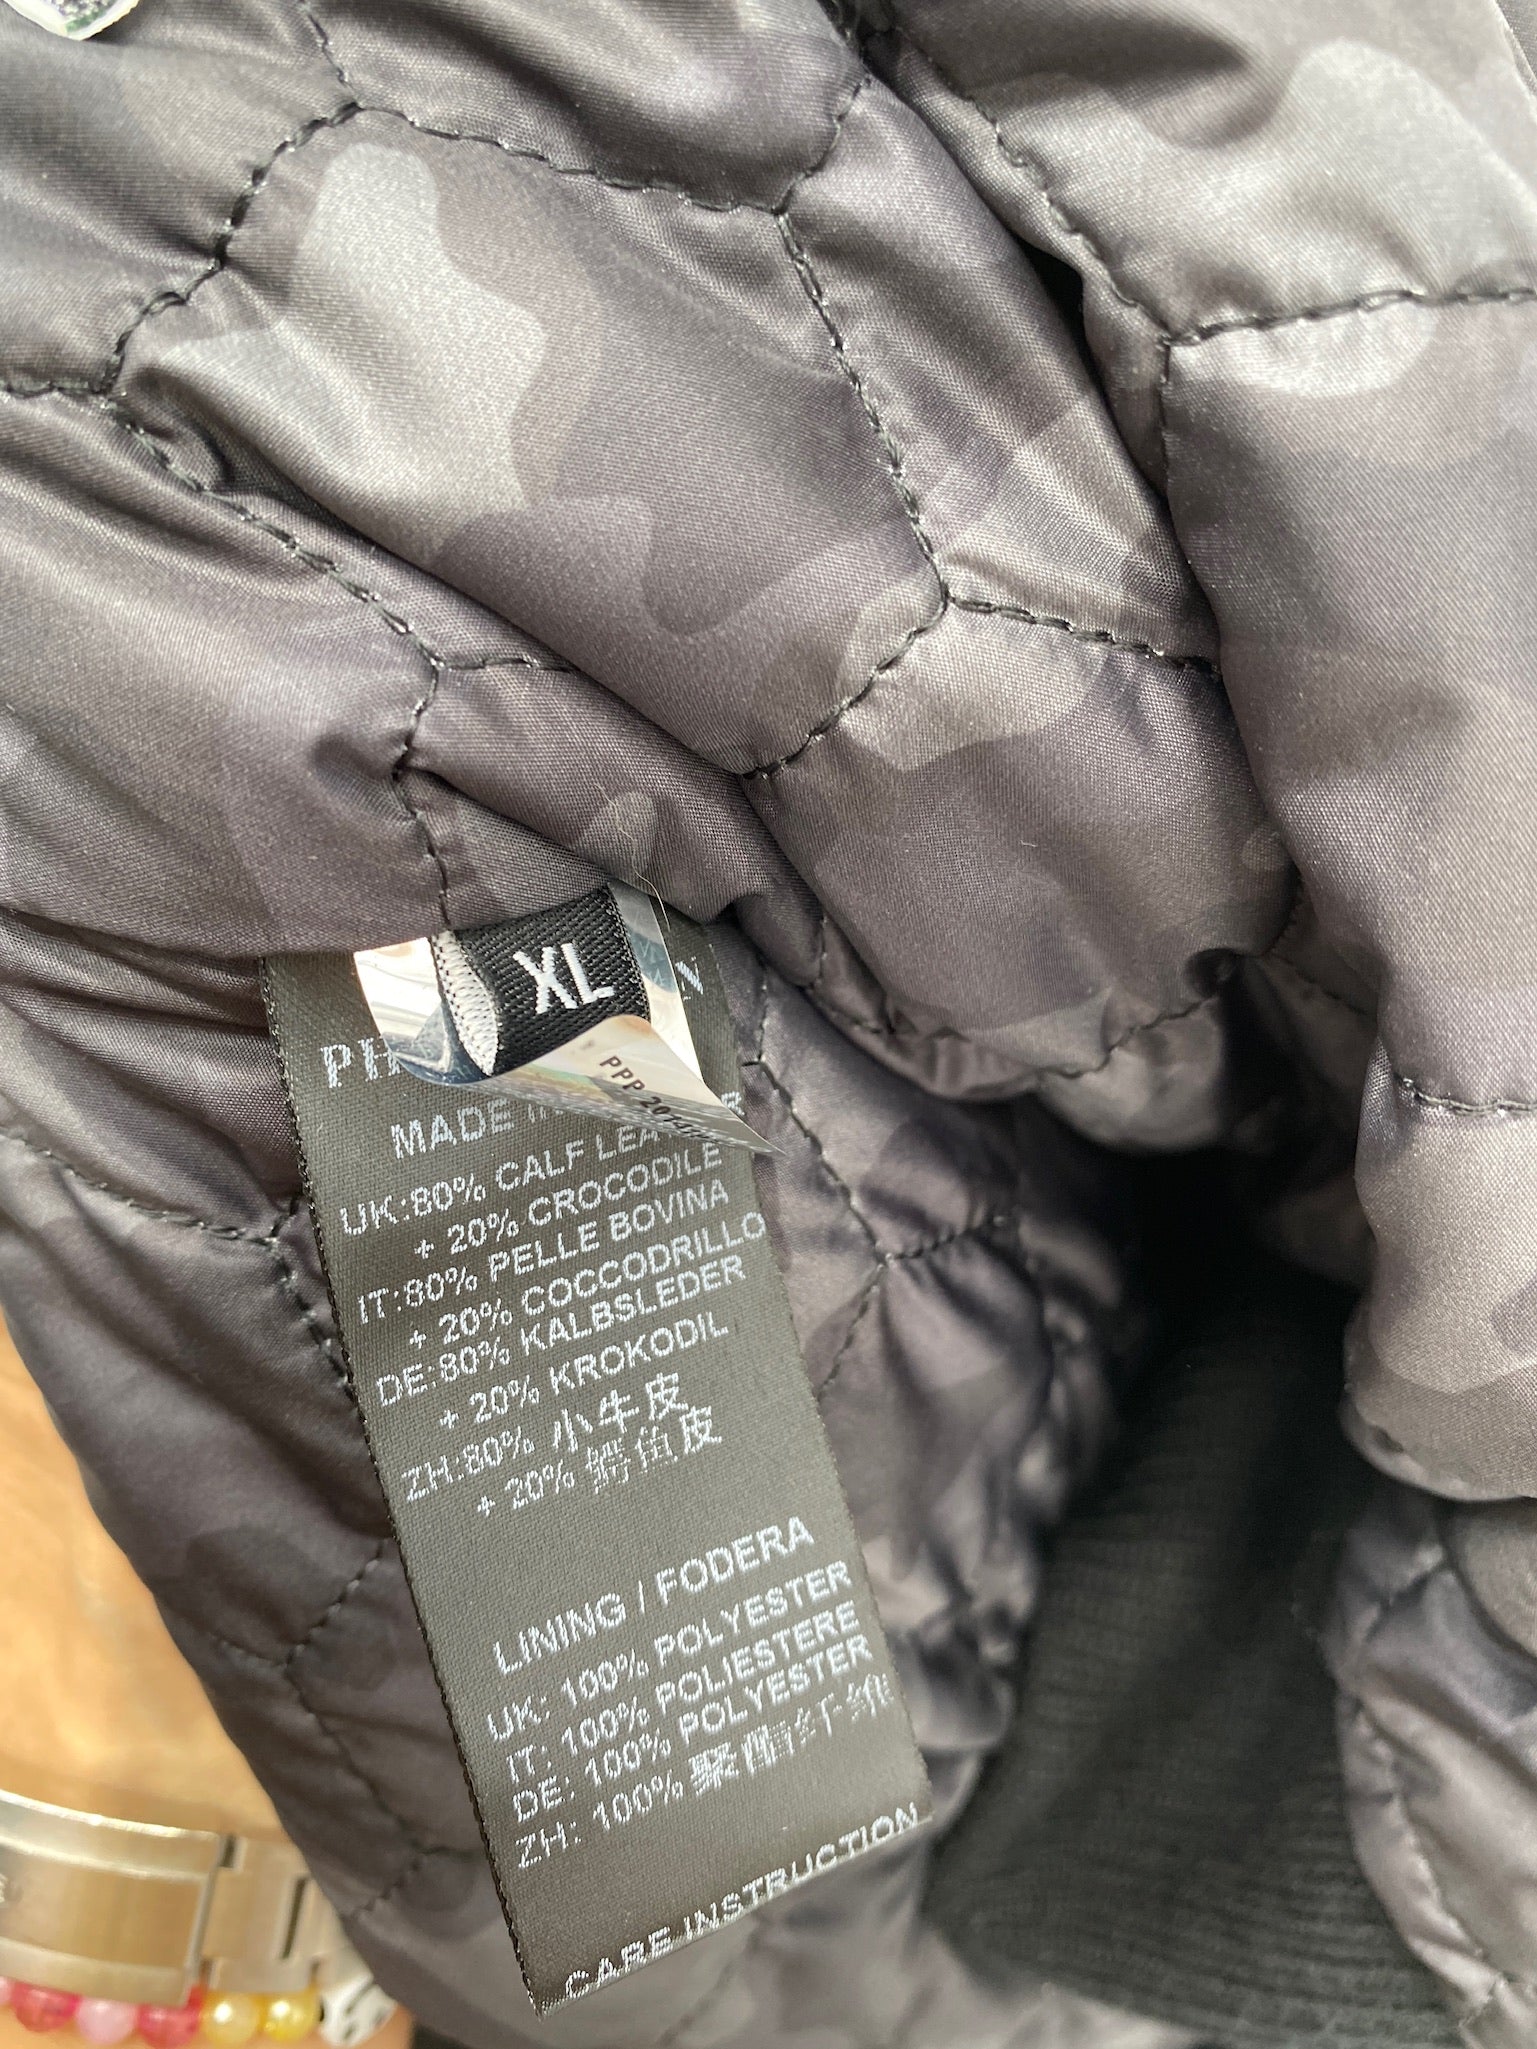 XL
PPP 2014
MADE
UK:80% CALF
+ 20% CROCODILE
IT:80% PELLE BOVINA
+ 20% COCCODRILLO
DE:80% KALBSLEDER
+ 20% KROKODIL
ZH:80% 小牛皮
+ 20% 鳄鱼皮
LINING / FODERA
UK: 100% POLYESTER
IT: 100% POLIESTERE
DE: 100% POLYESTER
ZH: 100% 聚酯纤维
CARE INSTRUCTION